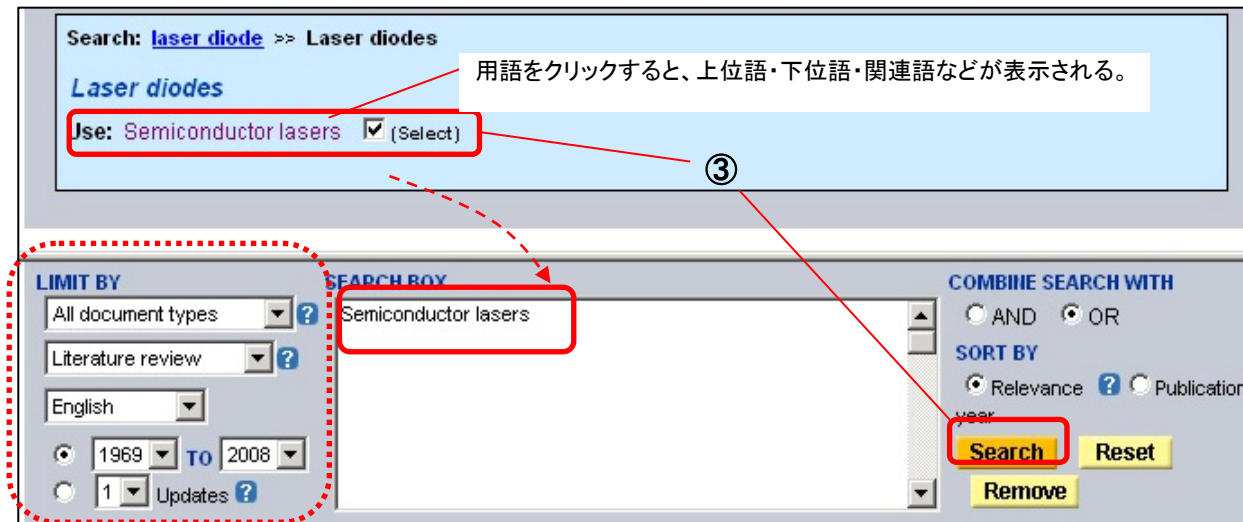 Search: laser diode >> Laser diodes
用語をクリックすると、上位語・下位語・関連語などが表示される。
Laser diodes
Use: Semiconductor lasers (Select)
③
LIMIT BY
All document types ?
Literature review ?
English
1969 TO 2008
1 Updates ?
SEARCH BOX
Semiconductor lasers
COMBINE SEARCH WITH
AND OR
SORT BY
Relevance ? Publication
year
Search Reset
Remove